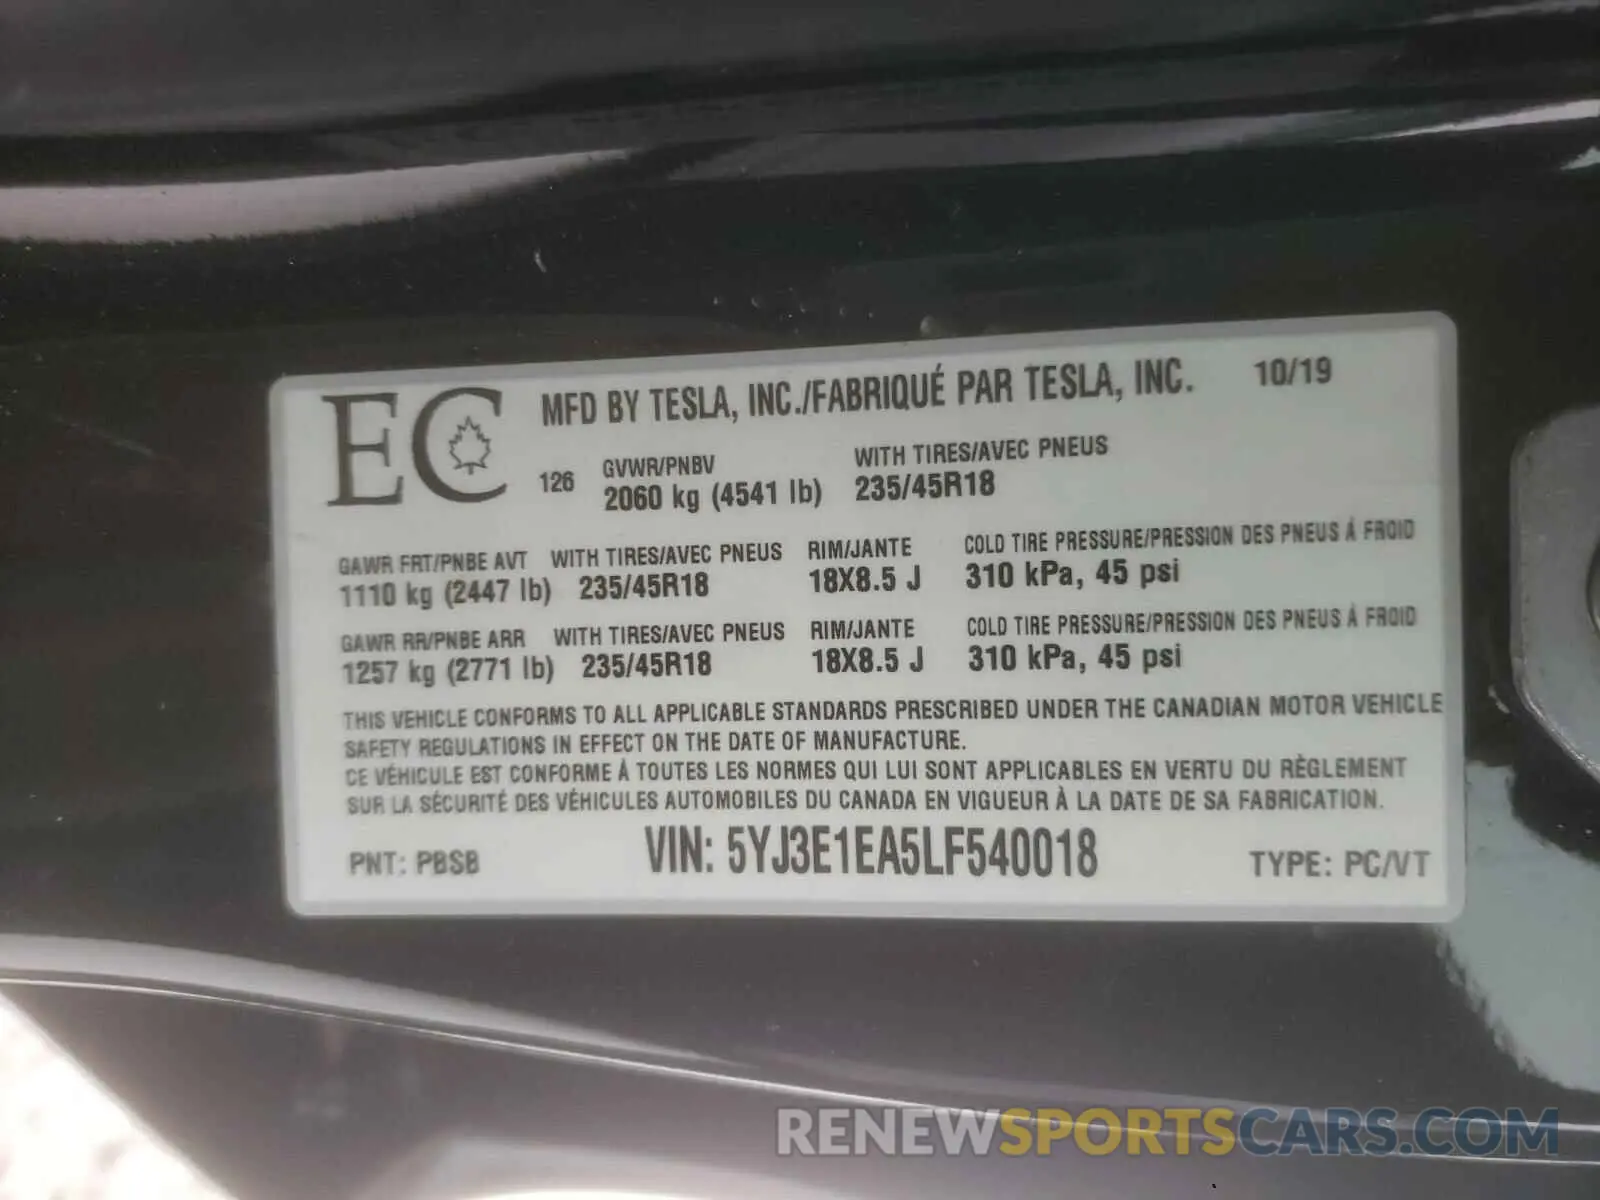 EC MFD BY TESLA, INC./FABRIQUÉ PAR TESLA, INC. 10/19
126 GVWR/PNBV WITH TIRES/AVEC PNEUS
2060 kg (4541 lb) 235/45R18
GAWR FRT/PNBE AVT WITH TIRES/AVEC PNEUS RIM/JANTE COLD TIRE PRESSURE/PRESSION DES PNEUS À FROID
1110 kg (2447 lb) 235/45R18 18X8.5 J 310 kPa, 45 psi
GAWR RR/PNBE ARR WITH TIRES/AVEC PNEUS RIM/JANTE COLD TIRE PRESSURE/PRESSION DES PNEUS À FROID
1257 kg (2771 lb) 235/45R18 18X8.5 J 310 kPa, 45 psi
THIS VEHICLE CONFORMS TO ALL APPLICABLE STANDARDS PRESCRIBED UNDER THE CANADIAN MOTOR VEHICLE
SAFETY REGULATIONS IN EFFECT ON THE DATE OF MANUFACTURE.
CE VÉHICULE EST CONFORME À TOUTES LES NORMES QUI LUI SONT APPLICABLES EN VERTU DU RÈGLEMENT
SUR LA SÉCURITÉ DES VÉHICULES AUTOMOBILES DU CANADA EN VIGUEUR À LA DATE DE SA FABRICATION.
PNT: PBSB VIN: 5YJ3E1EA5LF540018 TYPE: PC/VT
RENEWSPORTSCARS.COM